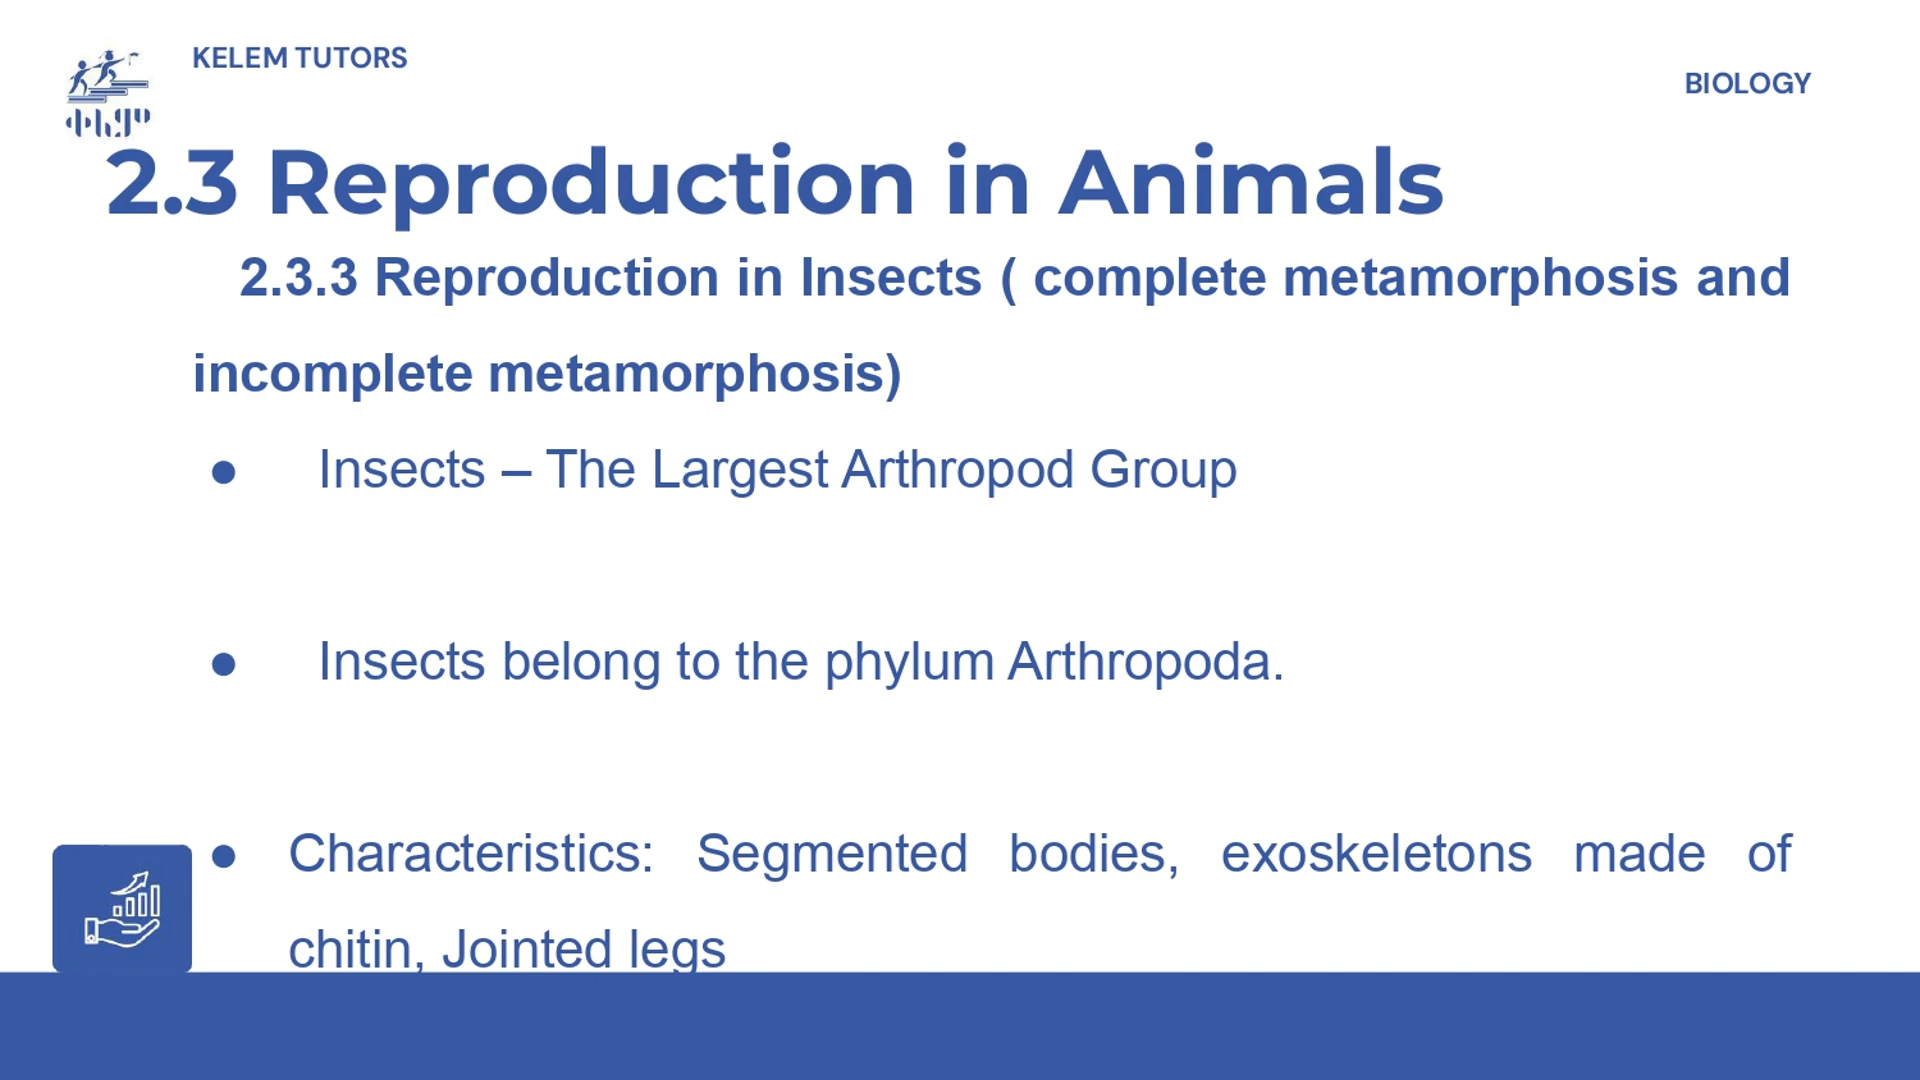 KELEM TUTORS
BIOLOGY
ቀለም
2.3 Reproduction in Animals
2.3.3 Reproduction in Insects ( complete metamorphosis and
incomplete metamorphosis)
● Insects – The Largest Arthropod Group
● Insects belong to the phylum Arthropoda.
● Characteristics: Segmented bodies, exoskeletons made of
chitin, Jointed legs